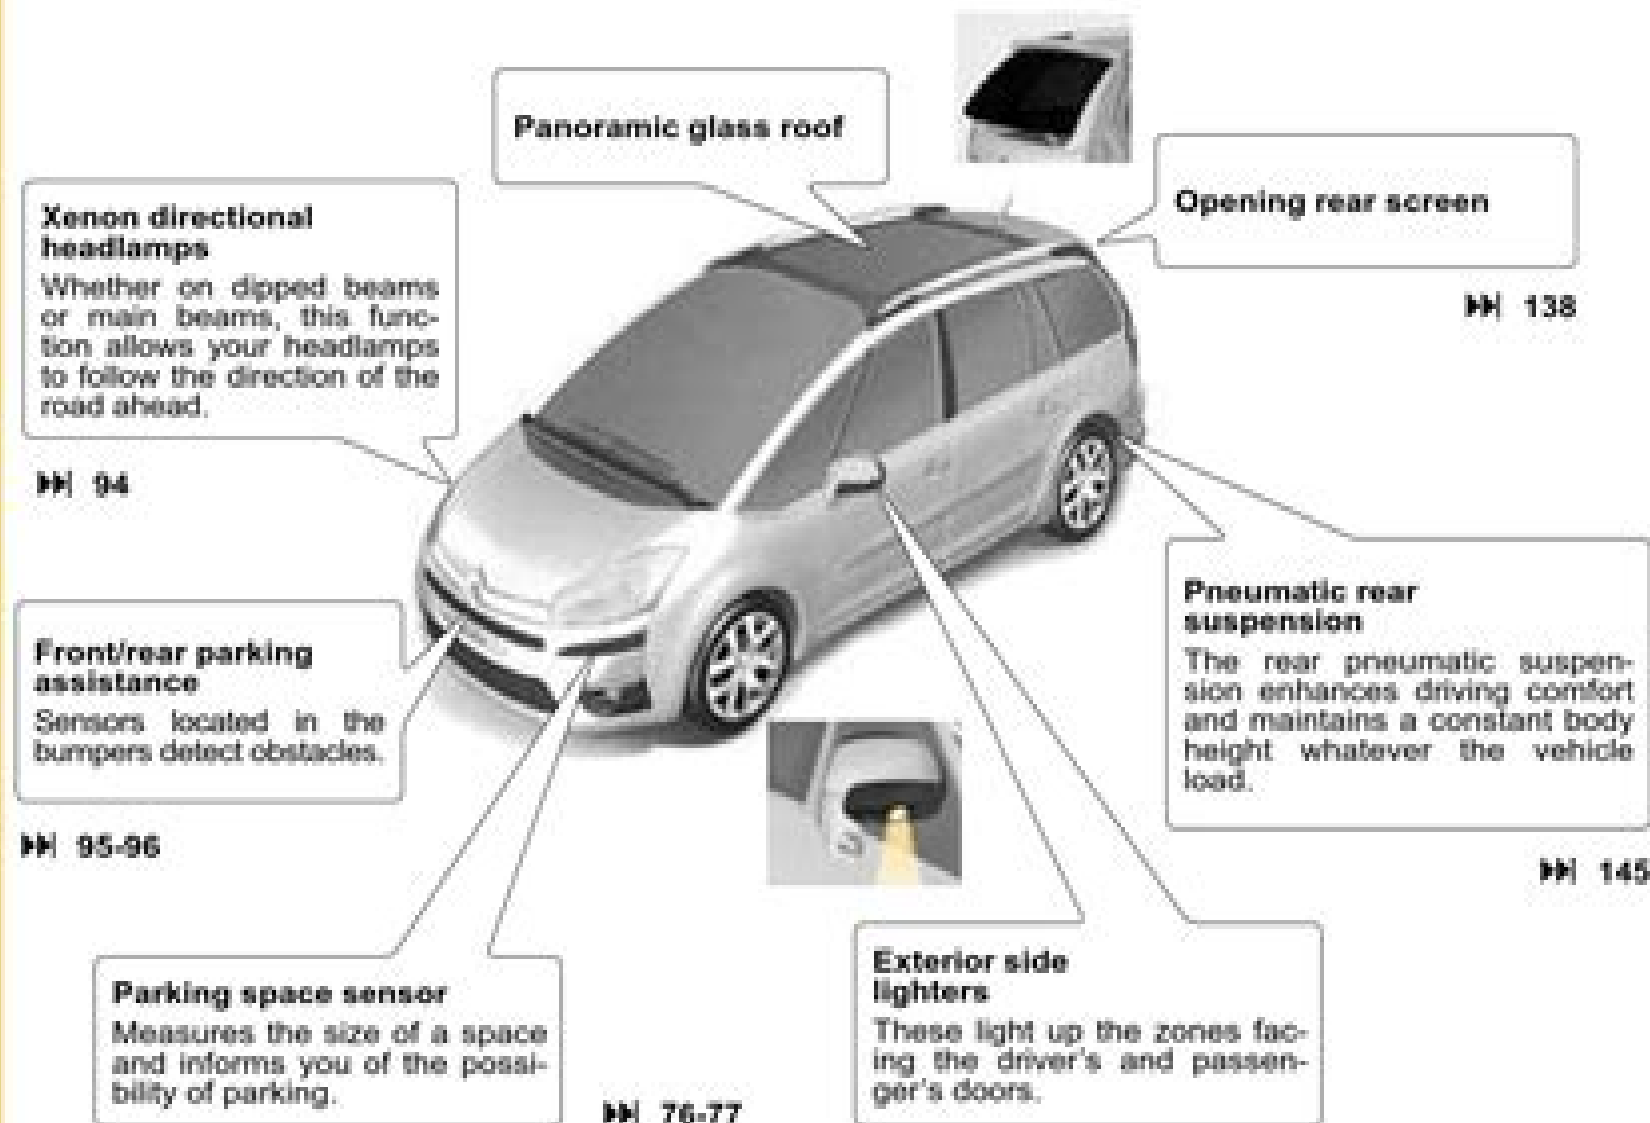 Panoramic glass roof
Opening rear screen
138
Xenon directional
headlamps
Whether on dipped beams
or main beams, this func-
tion allows your headlamps
to follow the direction of the
road ahead.
94
Front/rear parking
assistance
Sensors located in the
bumpers detect obstacles.
95-96
Pneumatic rear
suspension
The rear pneumatic suspen-
sion enhances driving comfort
and maintains a constant body
height whatever the vehicle
load.
145
Parking space sensor
Measures the size of a space
and informs you of the possi-
bility of parking.
76-77
Exterior side
lighters
These light up the zones fac-
ing the driver's and passen-
ger's doors.